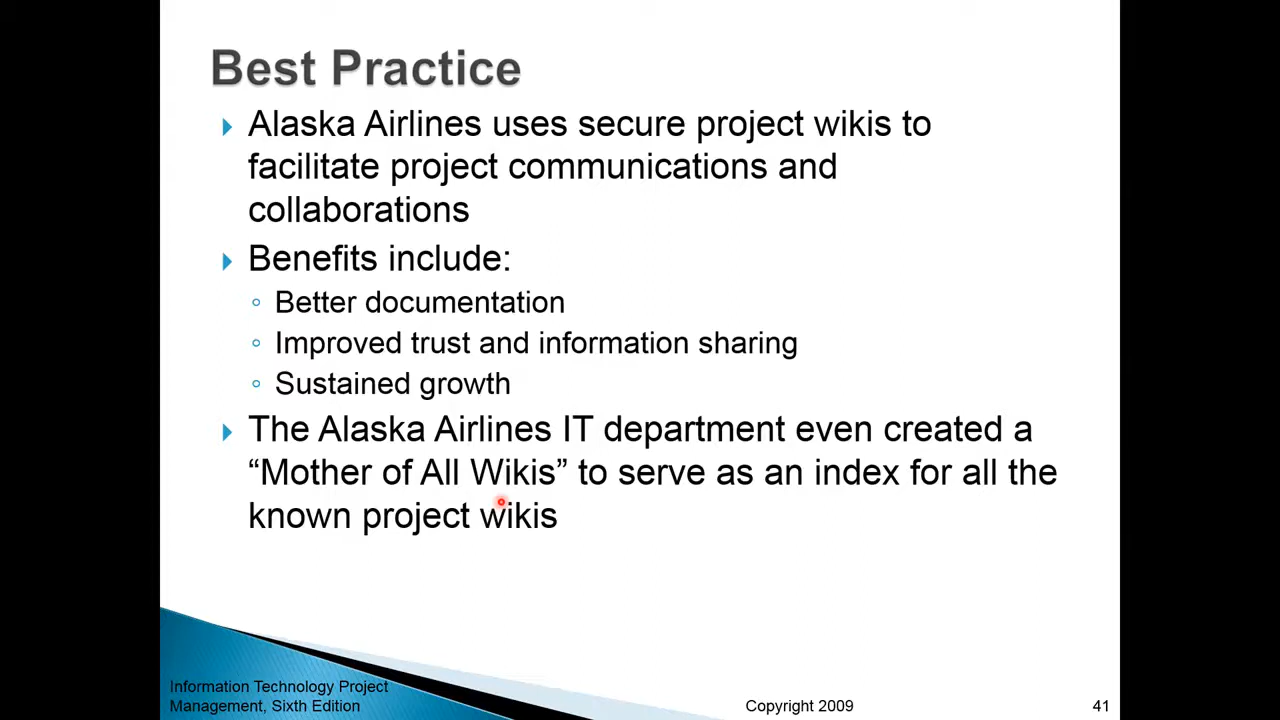 Best Practice
Alaska Airlines uses secure project wikis to
facilitate project communications and
collaborations
Benefits include:
Better documentation
Improved trust and information sharing
Sustained growth
The Alaska Airlines IT department even created a
“Mother of All Wikis” to serve as an index for all the
known project wikis
Information Technology Project
Management, Sixth Edition
Copyright 2009
41